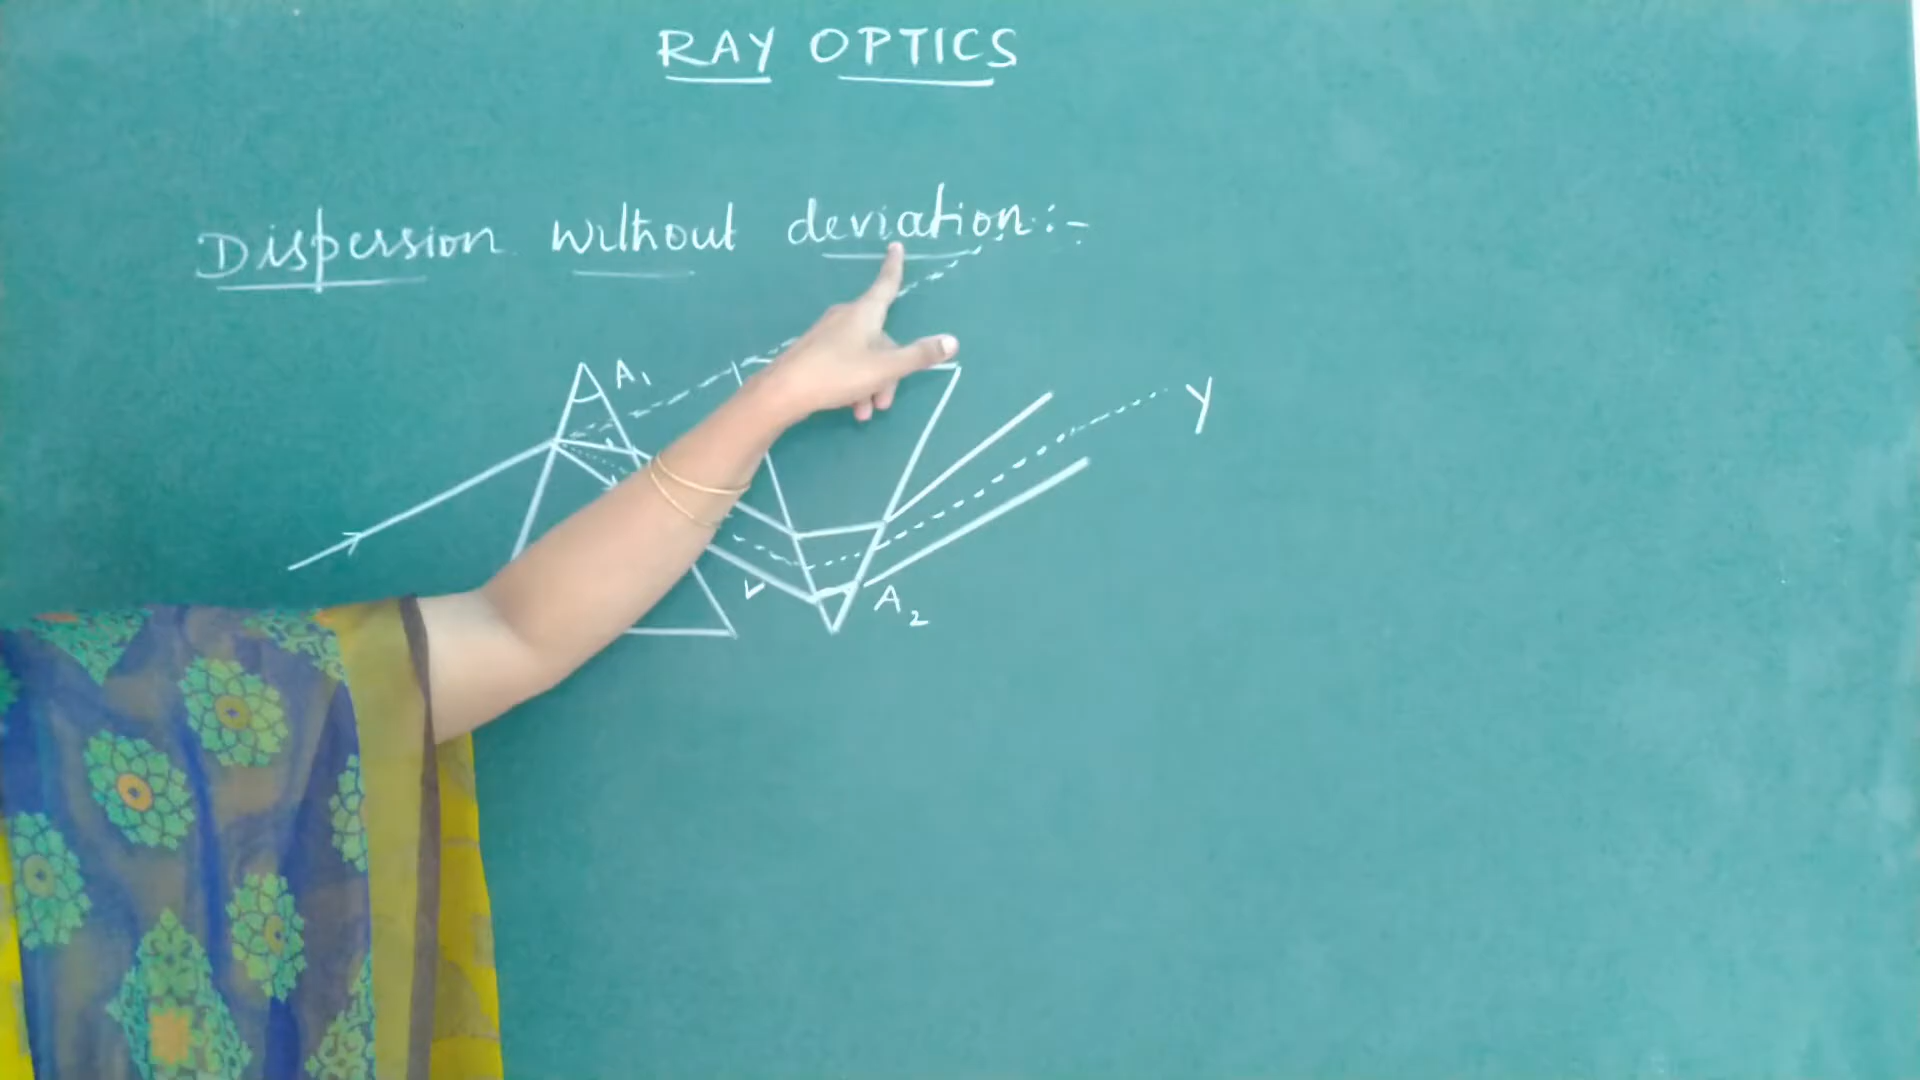 RAY OPTICS
Dispersion without deviation :-
A1
Y
V
A2